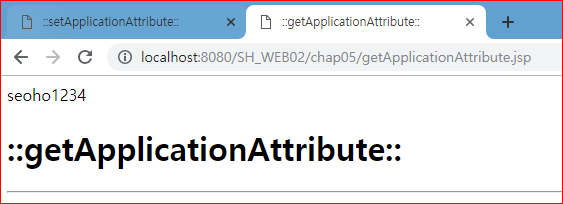 ::setApplicationAttribute::
::getApplicationAttribute::
localhost:8080/SH_WEB02/chap05/getApplicationAttribute.jsp
seoho1234
::getApplicationAttribute::